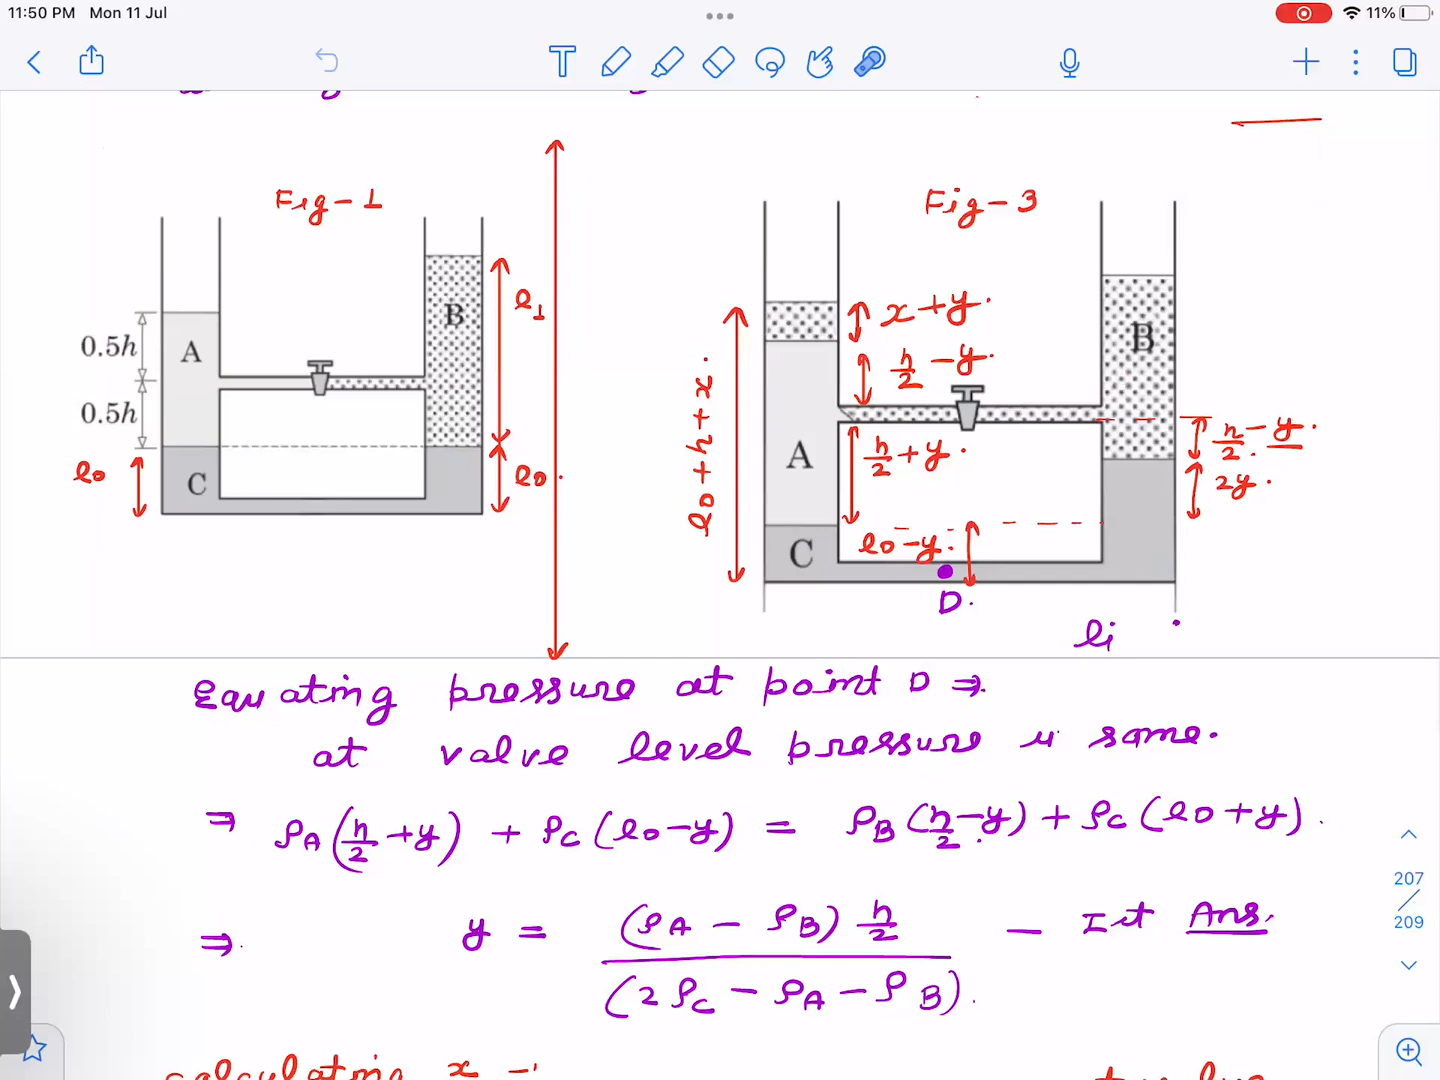 11:50 PM Mon 11 Jul
11%
Fig-1
Fig-3
0.5h
A
B
l₁
0.5h
l₀
C
l₀.
x+y.
h/2 -y.
B
l₀+h+x.
A
h/2 +y.
h/2. -y.
2y.
C
l₀-y.
D.
li
Equating pressure at point D ⇒.
at valve level pressure is same.
⇒ ρA(h/2 +y) + ρC(l₀-y) = ρB(h/2 -y) + ρC(l₀+y).
⇒. y = (ρA - ρB) h/2 / (2ρC - ρA - ρB). - Ist Ans.
207
209
calculating x